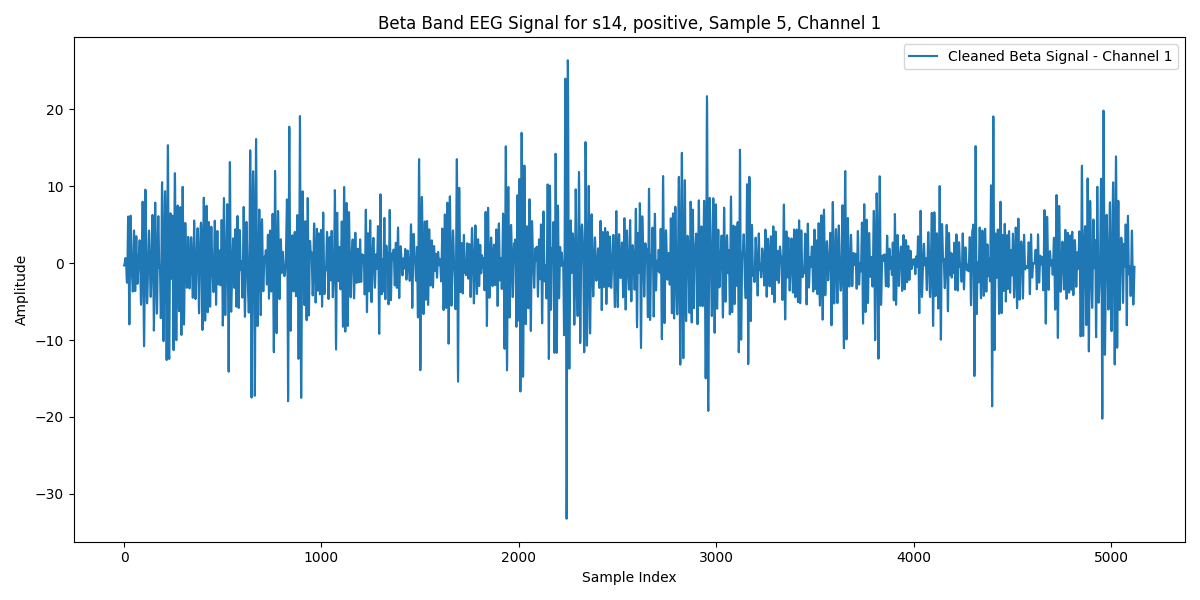 Beta Band EEG Signal for s14, positive, Sample 5, Channel 1
Cleaned Beta Signal - Channel 1
Amplitude
20
10
0
−10
−20
−30
0 1000 2000 3000 4000 5000
Sample Index